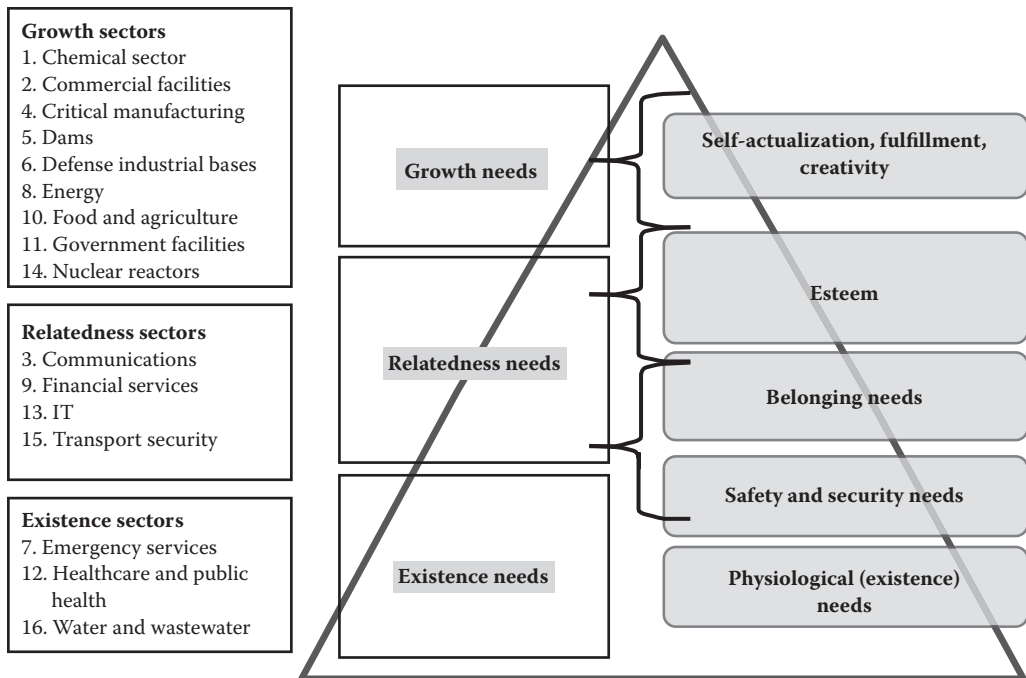 Growth sectors
1. Chemical sector
2. Commercial facilities
4. Critical manufacturing
5. Dams
6. Defense industrial bases
8. Energy
10. Food and agriculture
11. Government facilities
14. Nuclear reactors
Relatedness sectors
3. Communications
9. Financial services
13. IT
15. Transport security
Existence sectors
7. Emergency services
12. Healthcare and public
health
16. Water and wastewater
Growth needs
Relatedness needs
Existence needs
Self-actualization, fulfillment,
creativity
Esteem
Belonging needs
Safety and security needs
Physiological (existence)
needs